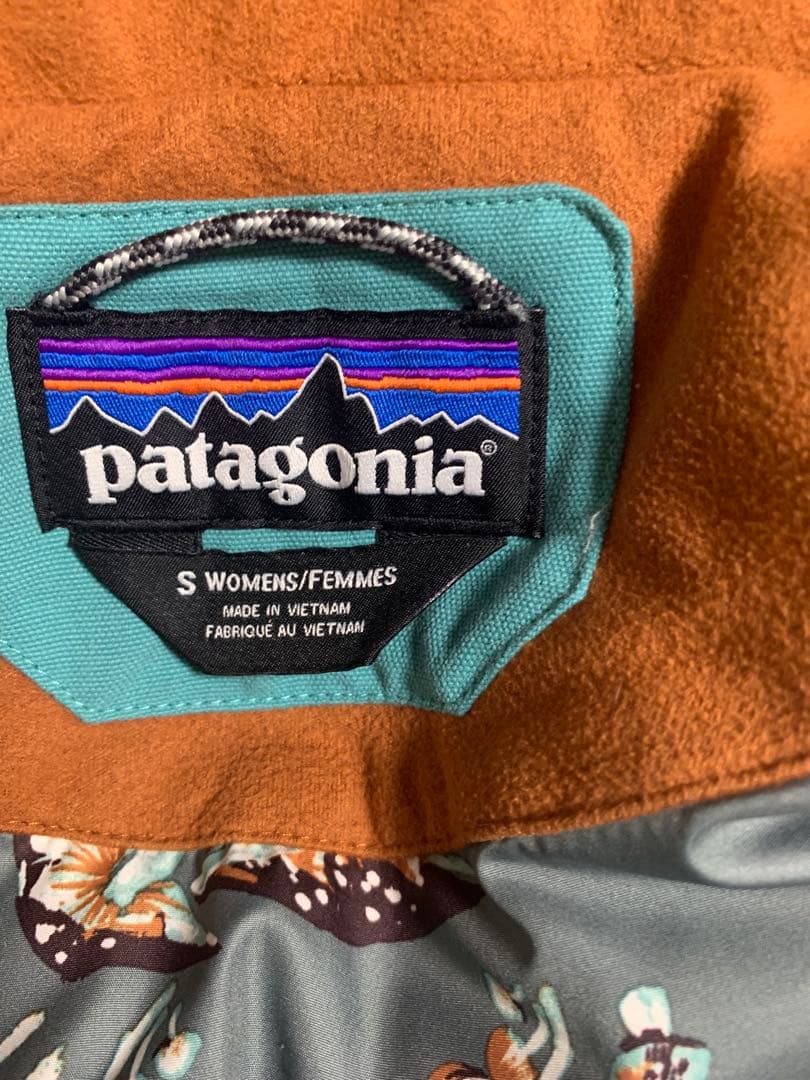 patagonia®
S WOMENS/FEMMES
MADE IN VIETNAM
FABRIQUÉ AU VIETNAM